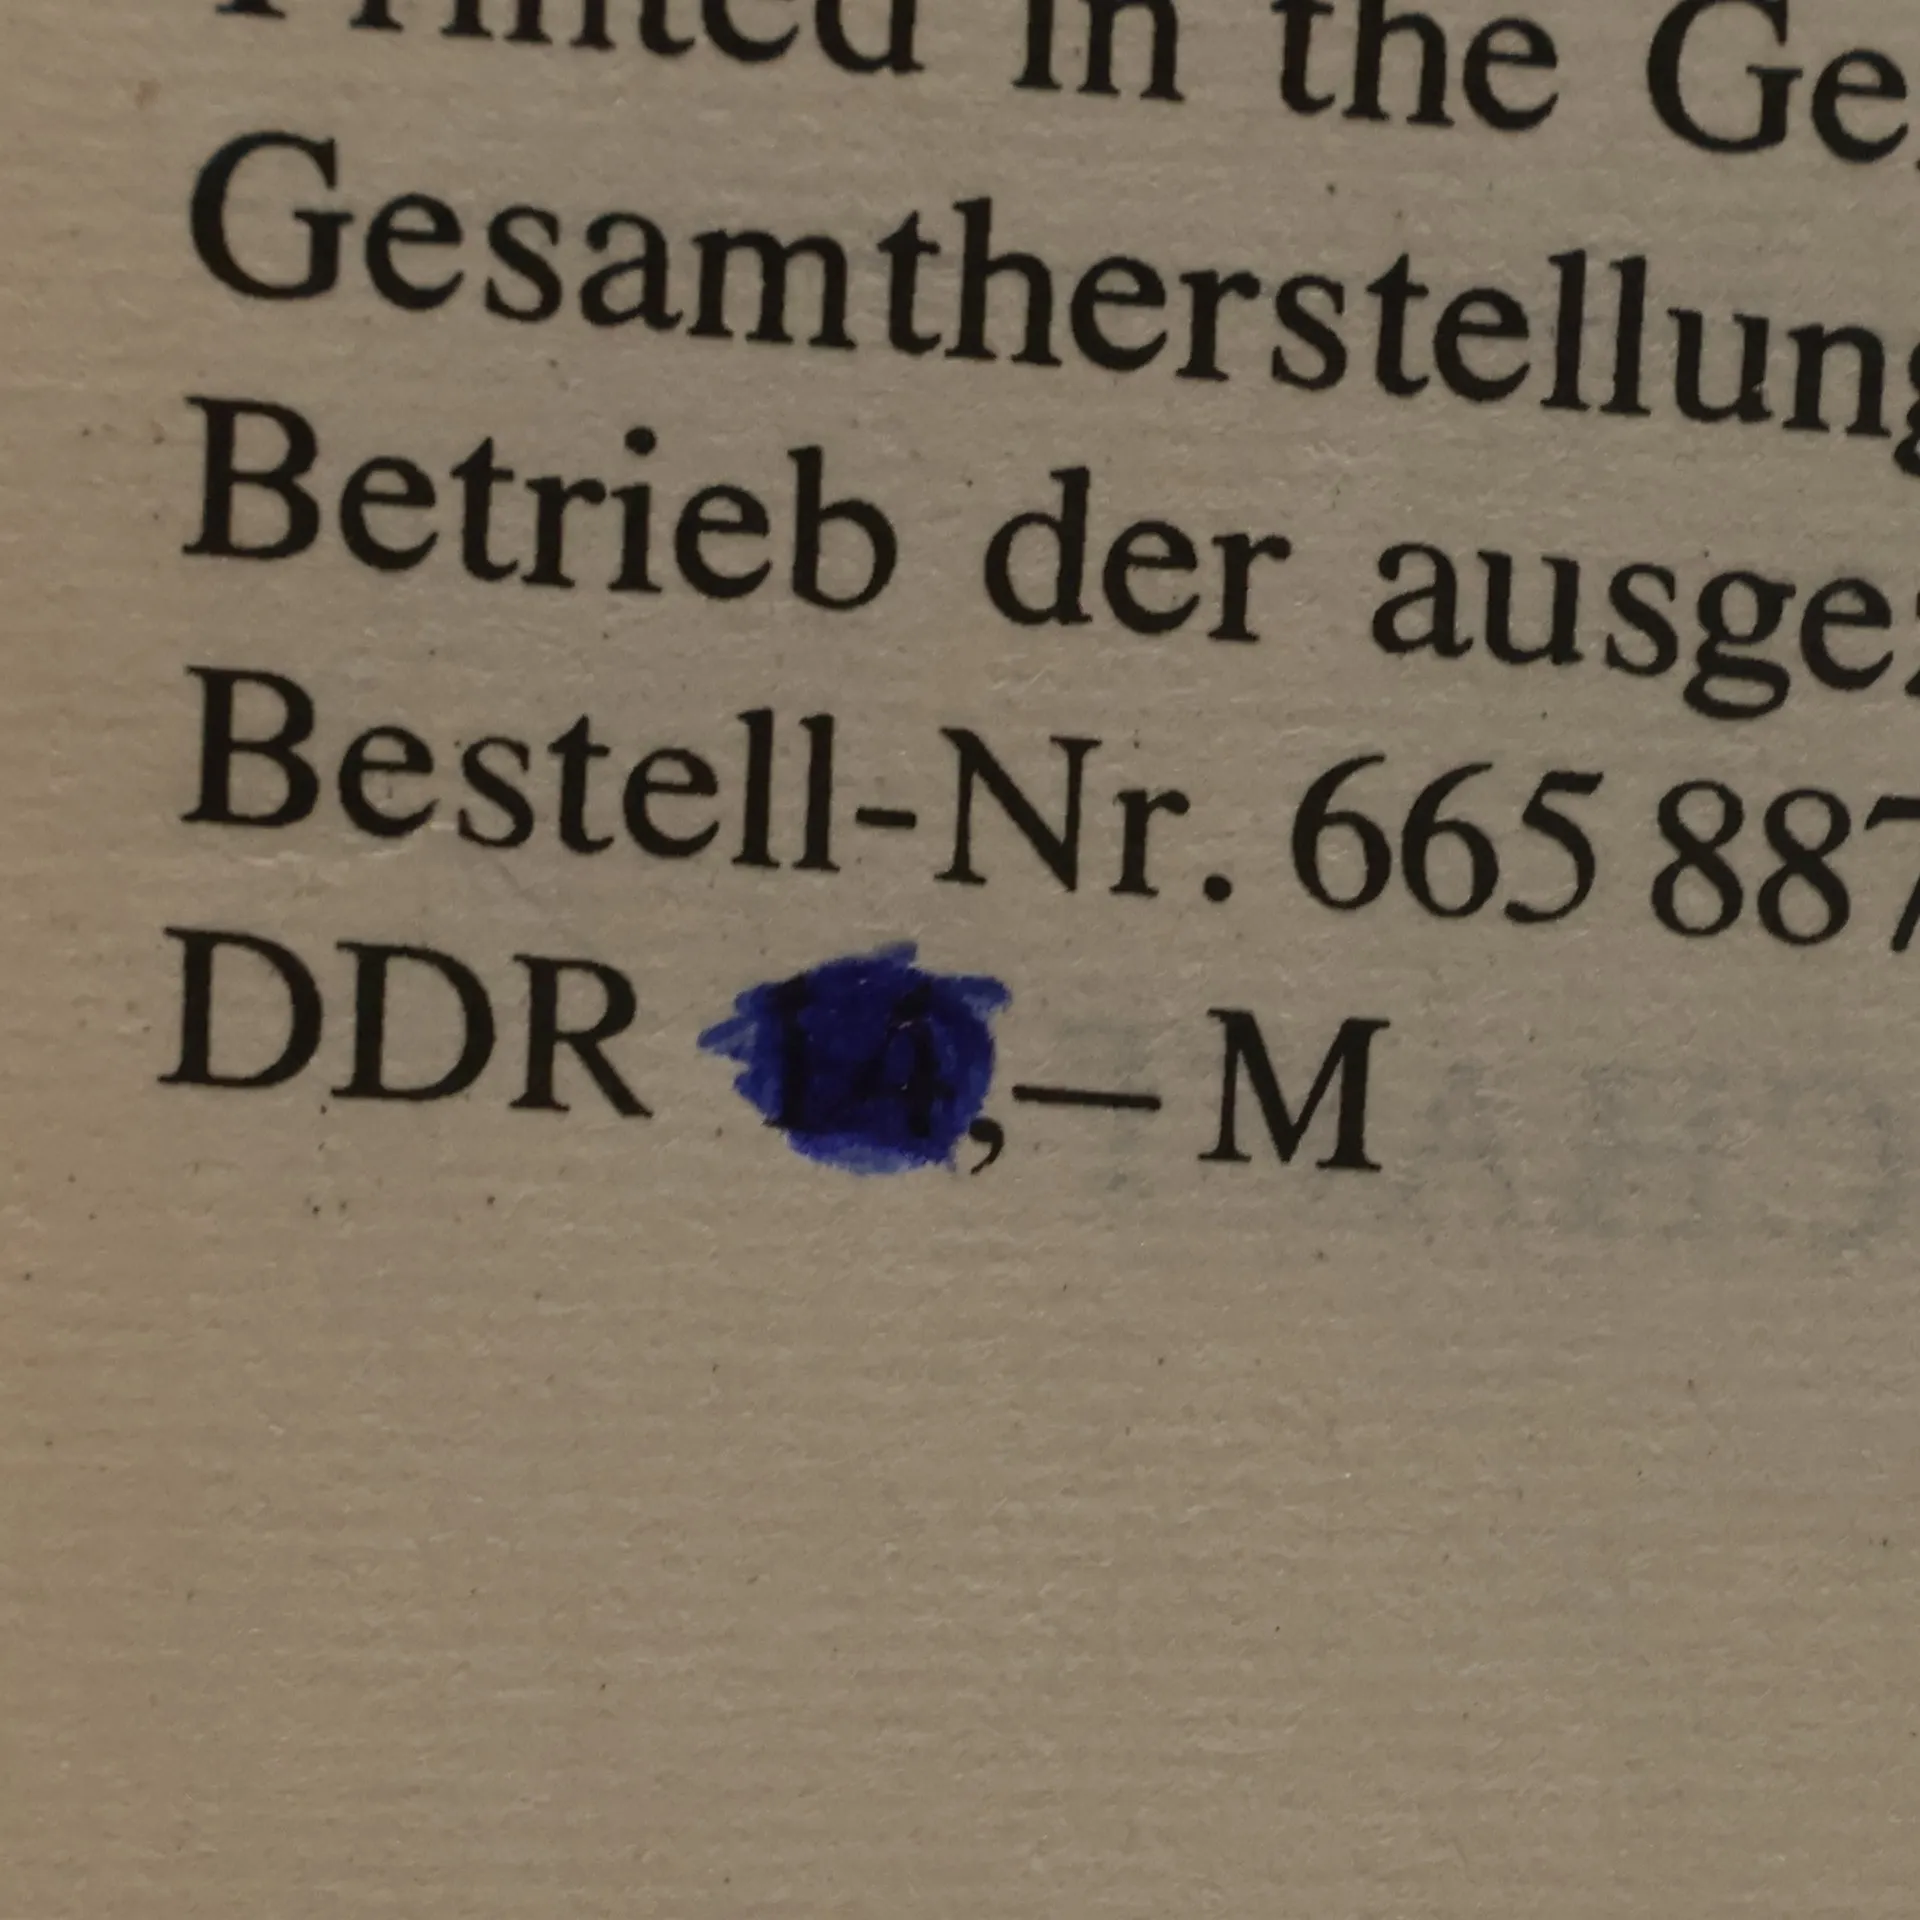 Printed in the Ge
Gesamtherstellung
Betrieb der ausge
Bestell-Nr. 665 887
DDR 14,– M